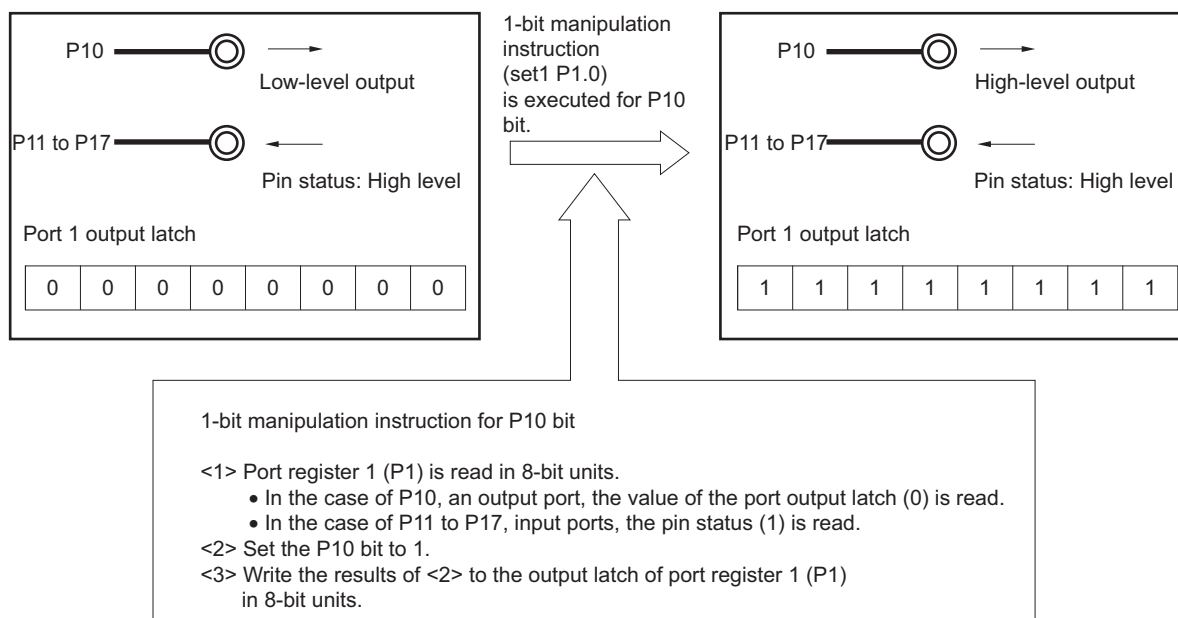 P10
Low-level output
P11 to P17
Pin status: High level
Port 1 output latch
0 0 0 0 0 0 0 0
1-bit manipulation
instruction
(set1 P1.0)
is executed for P10
bit.
P10
High-level output
P11 to P17
Pin status: High level
Port 1 output latch
1 1 1 1 1 1 1 1
1-bit manipulation instruction for P10 bit
<1> Port register 1 (P1) is read in 8-bit units.
• In the case of P10, an output port, the value of the port output latch (0) is read.
• In the case of P11 to P17, input ports, the pin status (1) is read.
<2> Set the P10 bit to 1.
<3> Write the results of <2> to the output latch of port register 1 (P1)
in 8-bit units.